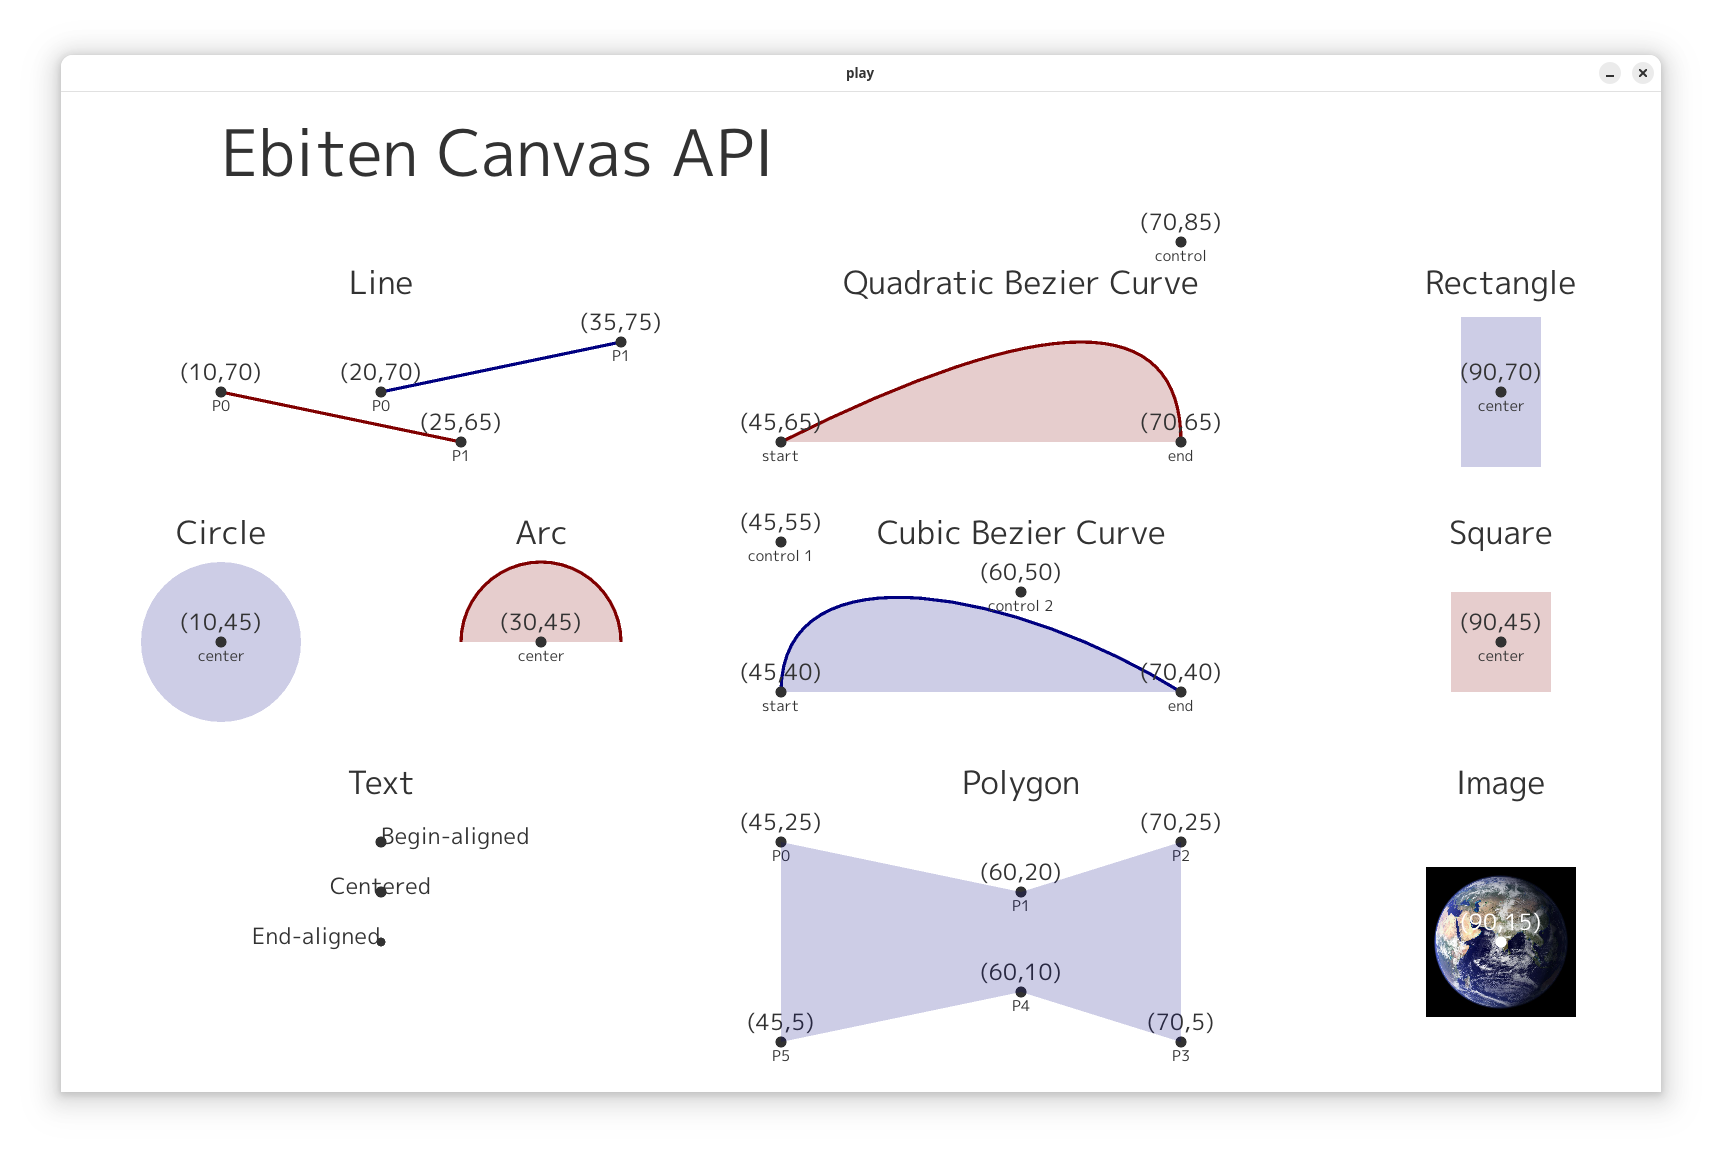 play
Ebiten Canvas API
Line
(10,70)
P0
(20,70)
P0
(35,75)
P1
(25,65)
P1
(70,85)
control
Quadratic Bezier Curve
(45,65)
start
(70,65)
end
Rectangle
(90,70)
center
Circle
(10,45)
center
Arc
(30,45)
center
(45,55)
control 1
Cubic Bezier Curve
(60,50)
control 2
(45,40)
start
(70,40)
end
Square
(90,45)
center
Text
Begin-aligned
Centered
End-aligned
Polygon
(45,25)
P0
(60,20)
P1
(70,25)
P2
(60,10)
P4
(45,5)
P5
(70,5)
P3
Image
(90,15)